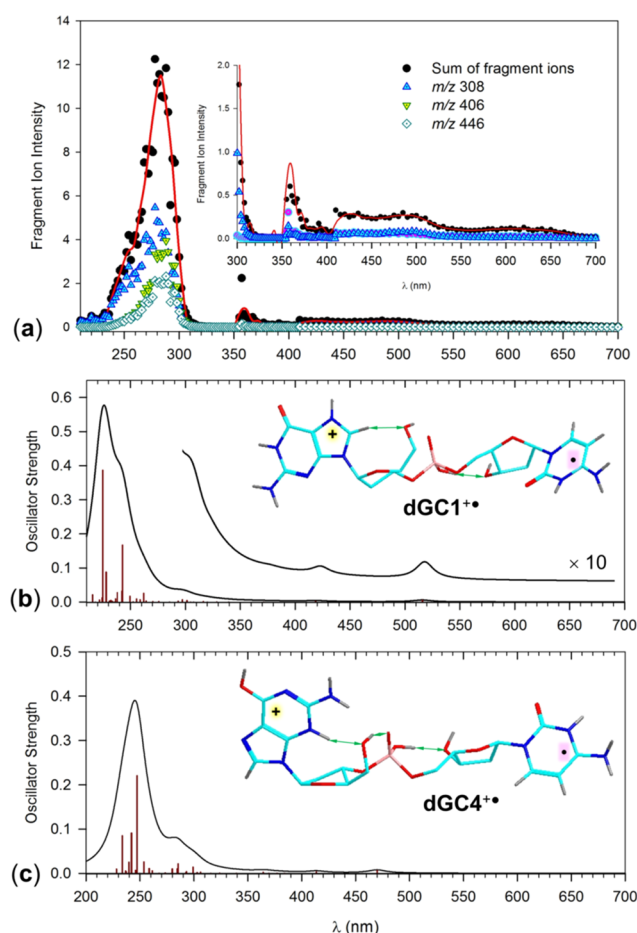 14
12
10
8
6
4
2
0
Fragment Ion Intensity
2.0
1.5
1.0
0.5
0.0
Fragment Ion Intensity
300 350 400 450 500 550 600 650 700
λ (nm)
Sum of fragment ions
m/z 308
m/z 406
m/z 446
(a)
250 300 350 400 450 500 550 600 650 700
0.6
0.5
0.4
0.3
0.2
0.1
0.0
Oscillator Strength
+
•
dGC1+•
× 10
(b)
250 300 350 400 450 500 550 600 650 700
0.5
0.4
0.3
0.2
0.1
0.0
Oscillator Strength
+
•
dGC4+•
(c)
200 250 300 350 400 450 500 550 600 650 700
λ (nm)